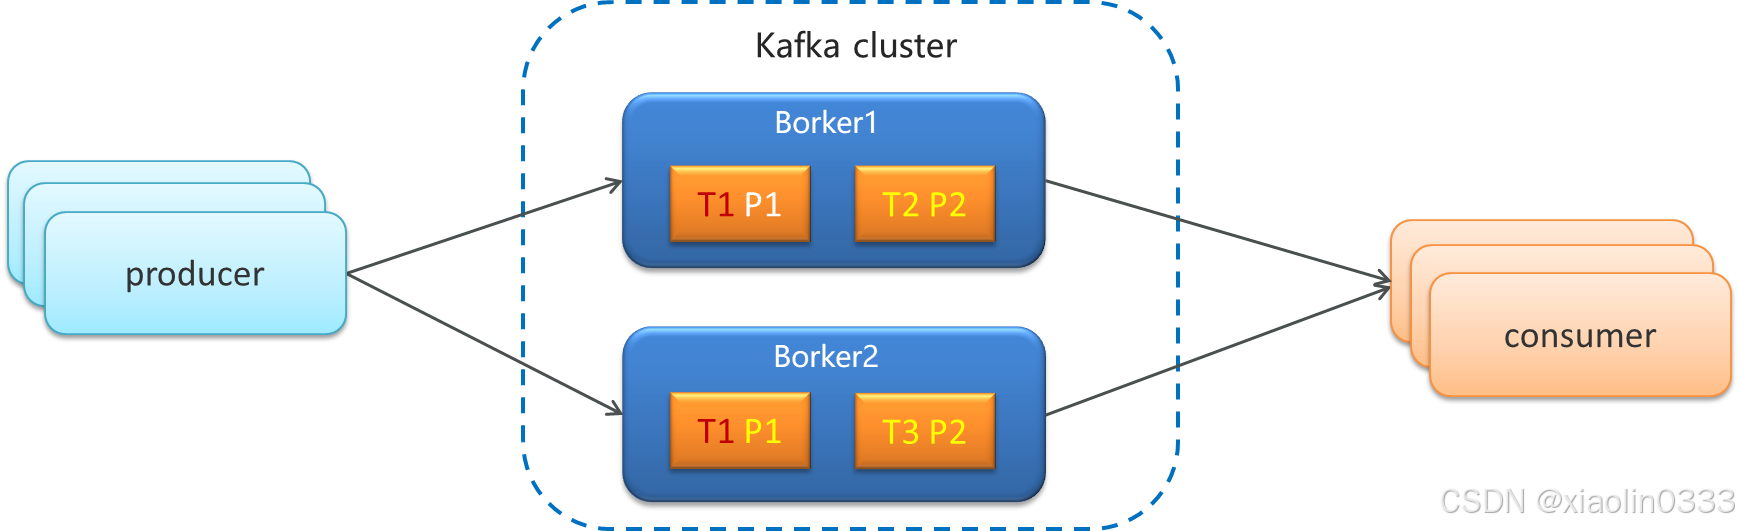 Kafka cluster
Borker1
T1 P1
T2 P2
producer
consumer
Borker2
T1 P1
T3 P2
CSDN @xiaolin0333